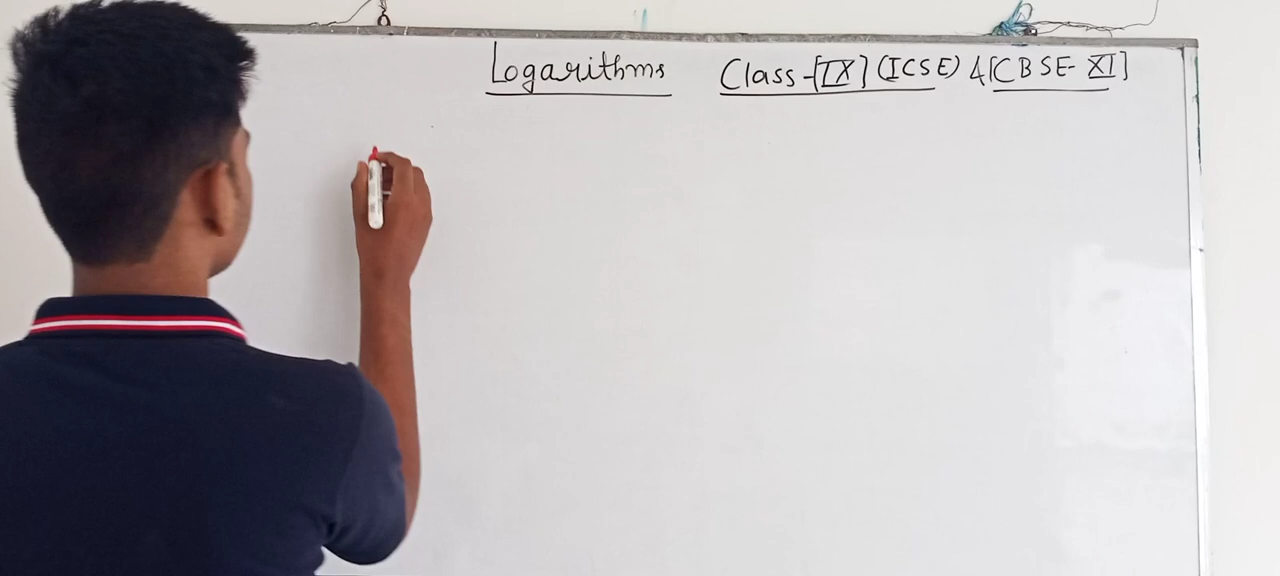 Logarithms Class-[IX] (ICSE) & [CBSE- XI]